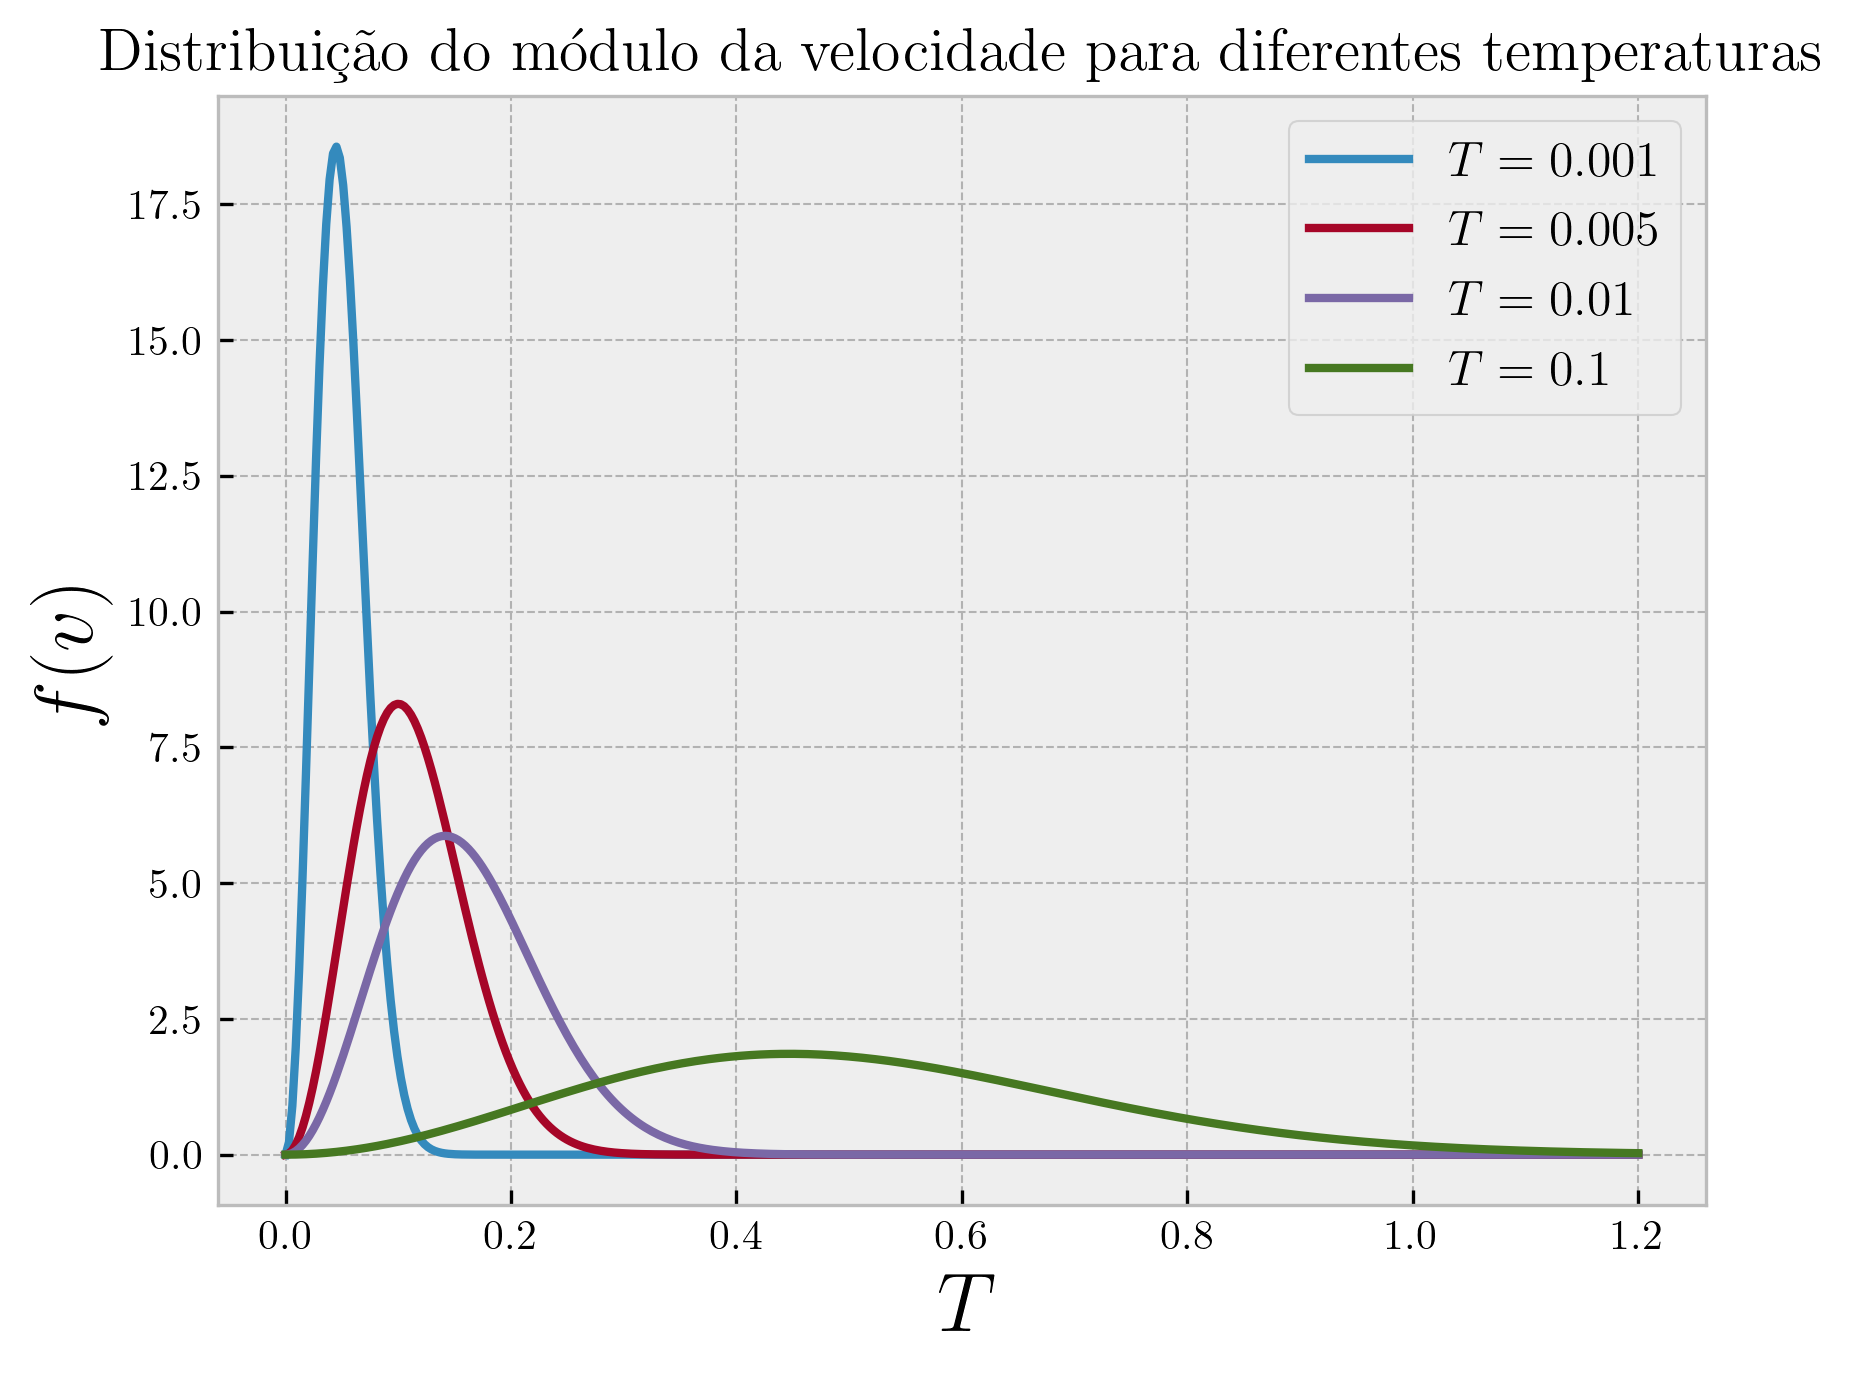 Distribuição do módulo da velocidade para diferentes temperaturas
T = 0.001
T = 0.005
T = 0.01
T = 0.1
f(v)
17.5
15.0
12.5
10.0
7.5
5.0
2.5
0.0
0.0 0.2 0.4 0.6 0.8 1.0 1.2
T